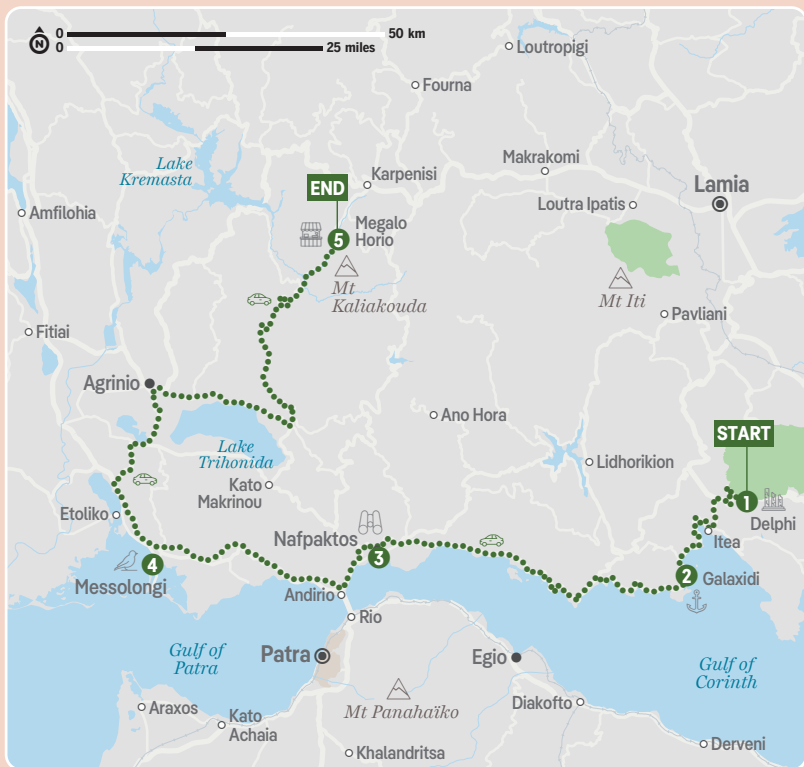 0 50 km
N
0 25 miles
Loutropigi
Fourna
Makrakomi
Lake
Kremasta
Karpenisi
Lamia
END
Loutra Ipatis
Amfilohia
5
Megalo
Horio
Mt
Kaliakouda
Mt Iti
Pavliani
Fitiai
Agrinio
Ano Hora
START
Lake
Trihonida
Lidhorikion
Kato
Makrinou
1
Delphi
Etoliko
Nafpaktos
3
Itea
4
Messolongi
2
Galaxidi
Andirio
Rio
Gulf of
Patra
Patra
Egio
Gulf of
Corinth
Araxos
Kato
Achaia
Mt Panahaïko
Diakofto
Khalandritsa
Derveni